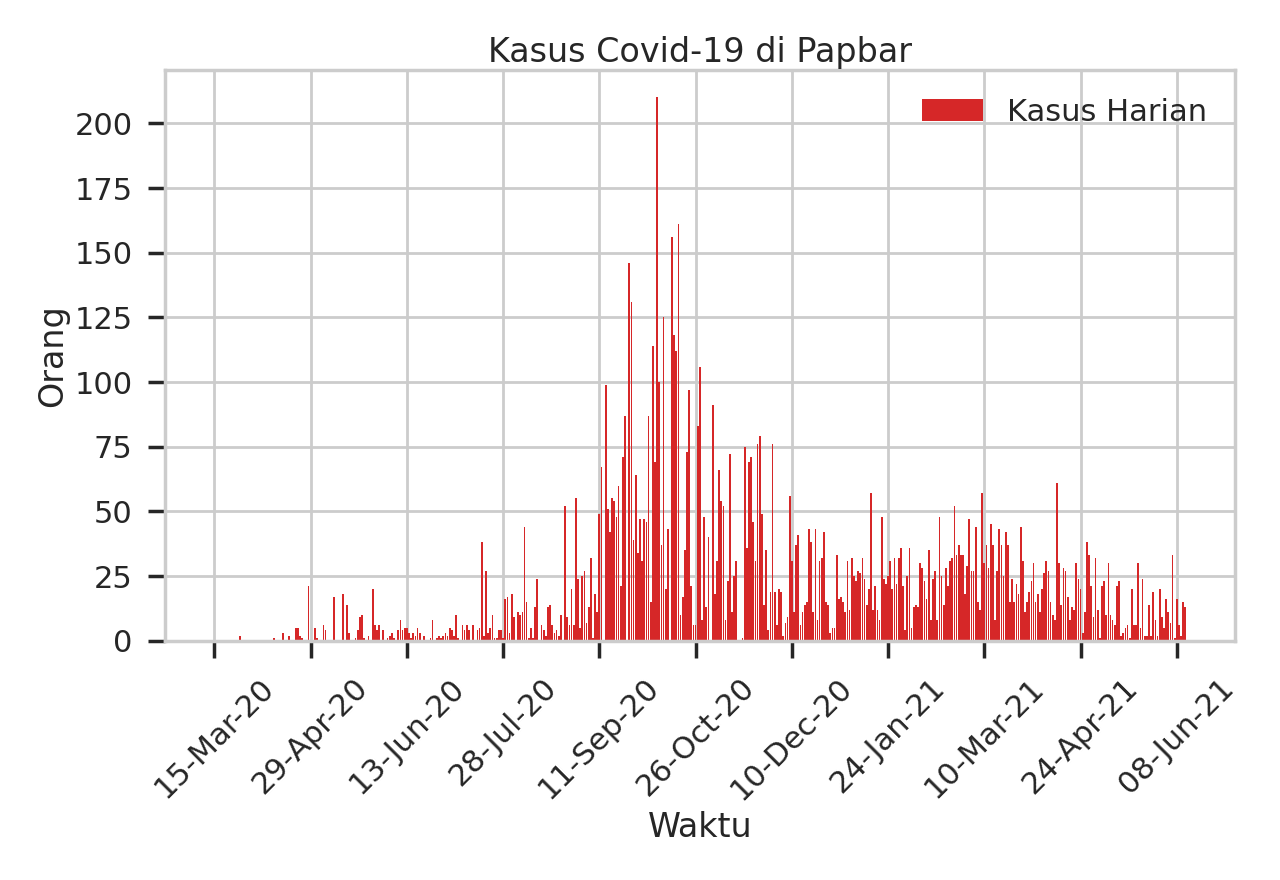 Kasus Covid-19 di Papbar
Kasus Harian
Orang
200
175
150
125
100
75
50
25
0
15-Mar-20
29-Apr-20
13-Jun-20
28-Jul-20
11-Sep-20
26-Oct-20
10-Dec-20
24-Jan-21
10-Mar-21
24-Apr-21
08-Jun-21
Waktu